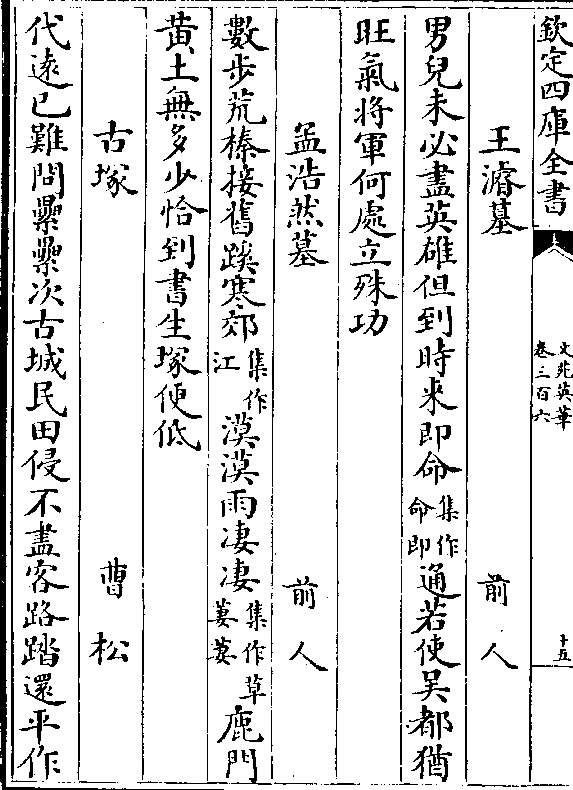 欽定四庫全書
文苑英華
卷三百六
十五
王濬墓 前人
男兒未必盡英雄但到時來即命集作命即通若使吳都猶
旺氣將軍何處立殊功
孟浩然墓 前人
數步荒榛接舊蹊寒郊集作江漠漠雨凄凄集作草萋萋鹿門
黄土無多少恰到書生塚便低
古塚 曹松
代逺已難問纍纍次古城民田侵不盡客路踏還平作